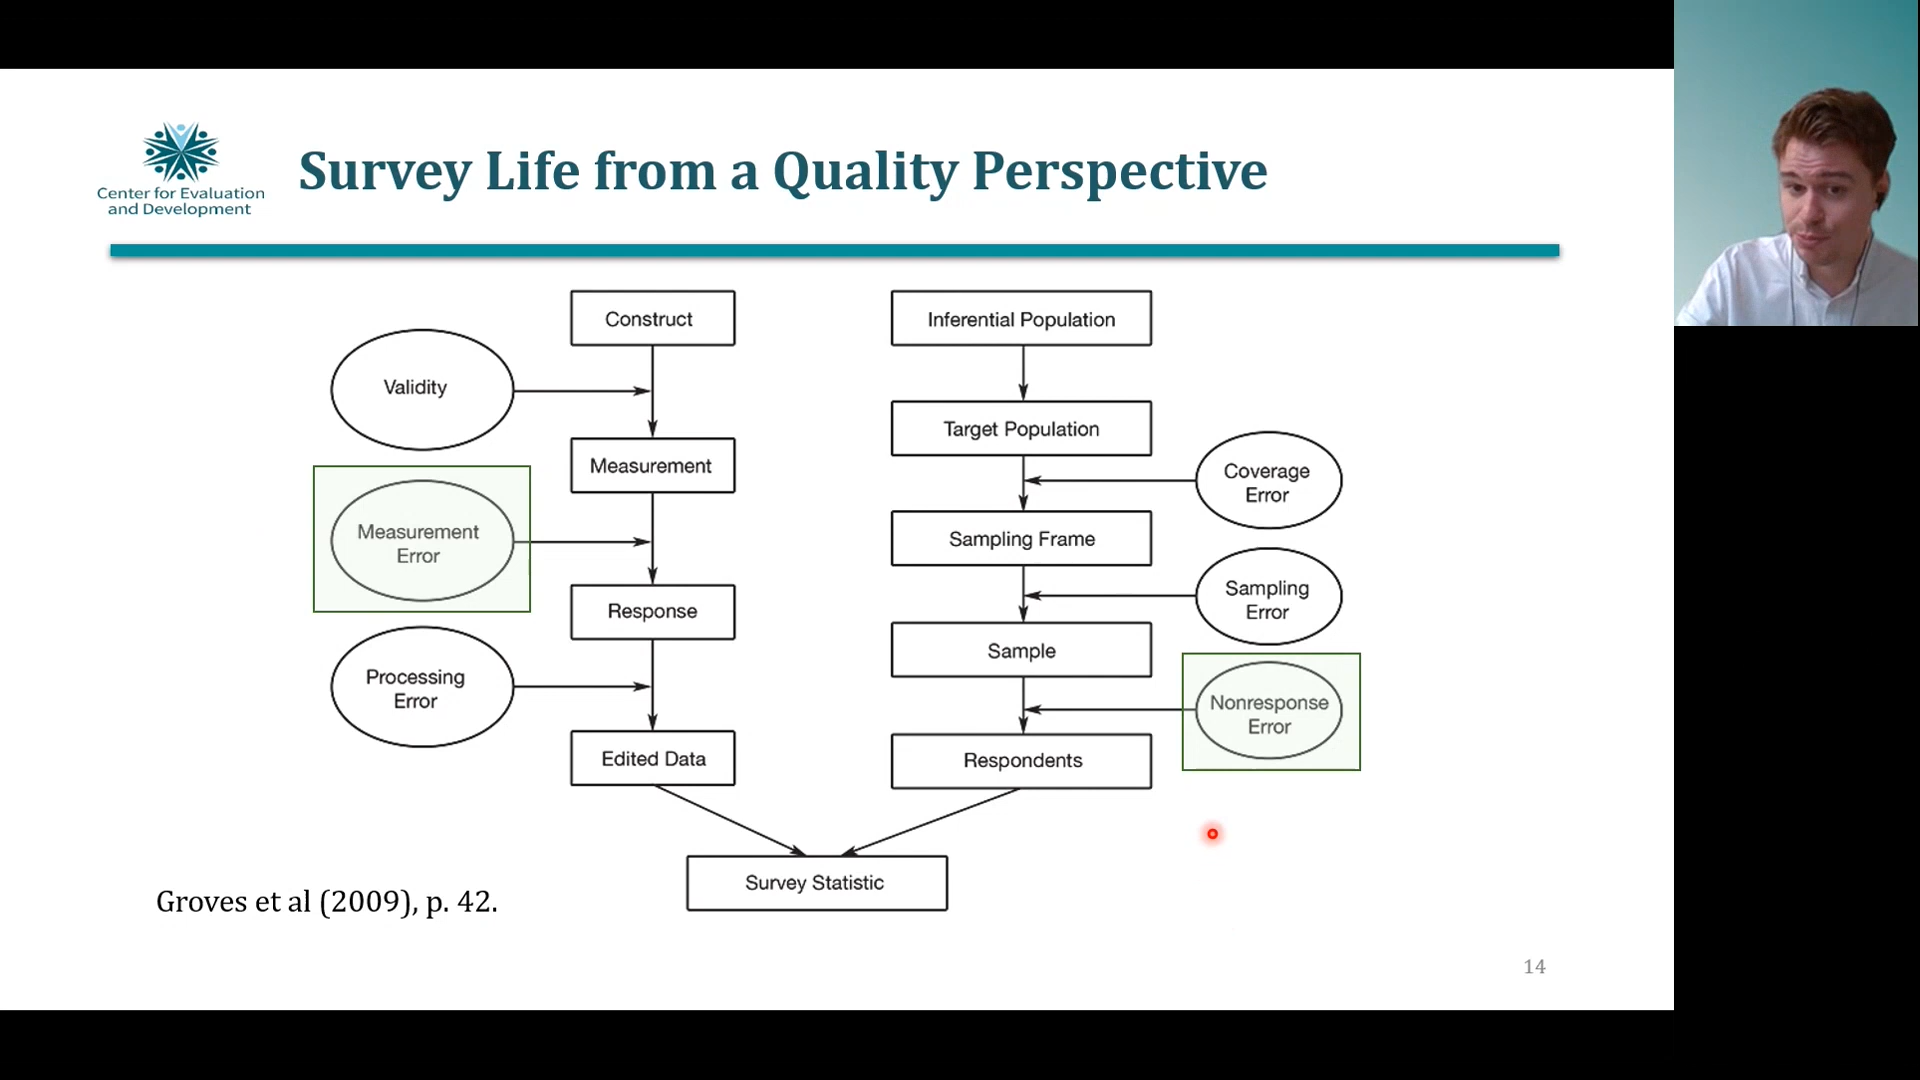 Center for Evaluation
and Development
Survey Life from a Quality Perspective
Construct
Validity
Measurement
Measurement
Error
Response
Processing
Error
Edited Data
Inferential Population
Target Population
Coverage
Error
Sampling Frame
Sampling
Error
Sample
Nonresponse
Error
Respondents
Survey Statistic
Groves et al (2009), p. 42.
14